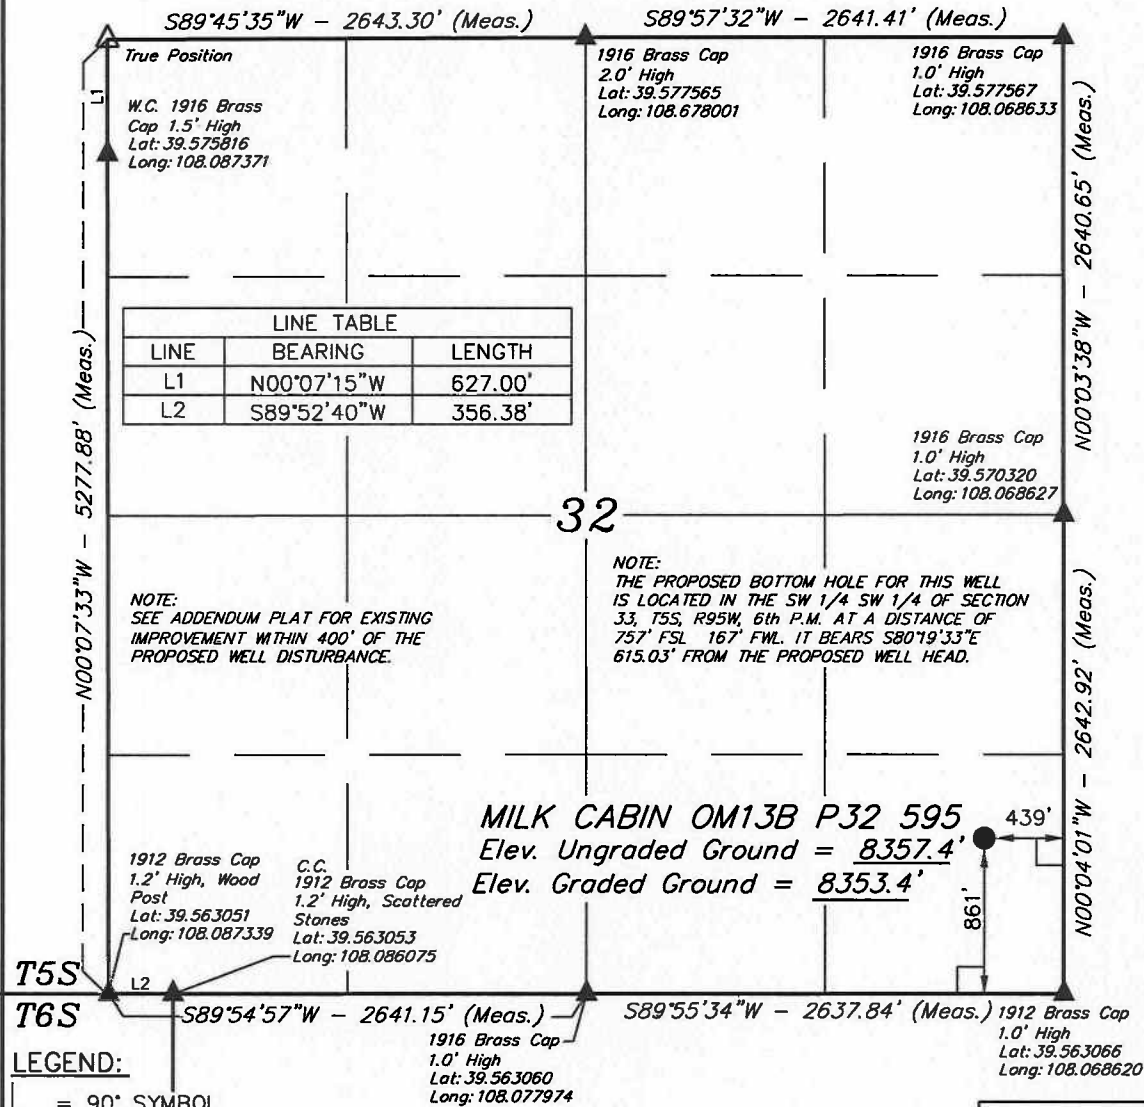 S89°45'35"W - 2643.30' (Meas.)
S89°57'32"W - 2641.41' (Meas.)
True Position
L1
W.C. 1916 Brass
Cap 1.5' High
Lat: 39.575816
Long: 108.087371
1916 Brass Cap
2.0' High
Lat: 39.577565
Long: 108.678001
1916 Brass Cap
1.0' High
Lat: 39.577567
Long: 108.068633
N00°03'38"W - 2640.65' (Meas.)
LINE TABLE
LINE BEARING LENGTH
L1 N00°07'15"W 627.00'
L2 S89°52'40"W 356.38'
N00°07'33"W - 5277.88' (Meas.)
1916 Brass Cap
1.0' High
Lat: 39.570320
Long: 108.068627
32
NOTE:
SEE ADDENDUM PLAT FOR EXISTING
IMPROVEMENT WITHIN 400' OF THE
PROPOSED WELL DISTURBANCE.
NOTE:
THE PROPOSED BOTTOM HOLE FOR THIS WELL
IS LOCATED IN THE SW 1/4 SW 1/4 OF SECTION
33, T5S, R95W, 6th P.M. AT A DISTANCE OF
757' FSL 167' FWL. IT BEARS S80°19'33"E
615.03' FROM THE PROPOSED WELL HEAD.
N00°04'01"W - 2642.92' (Meas.)
MILK CABIN OM13B P32 595
Elev. Ungraded Ground = 8357.4'
Elev. Graded Ground = 8353.4'
439'
861'
1912 Brass Cap
1.2' High, Wood
Post
Lat: 39.563051
Long: 108.087339
C.C.
1912 Brass Cap
1.2' High, Scattered
Stones
Lat: 39.563053
Long: 108.086075
T5S
L2
T6S
S89°54'57"W - 2641.15' (Meas.)
S89°55'34"W - 2637.84' (Meas.)
1916 Brass Cap
1.0' High
Lat: 39.563060
Long: 108.077974
1912 Brass Cap
1.0' High
Lat: 39.563066
Long: 108.068620
LEGEND:
= 90° SYMBOL